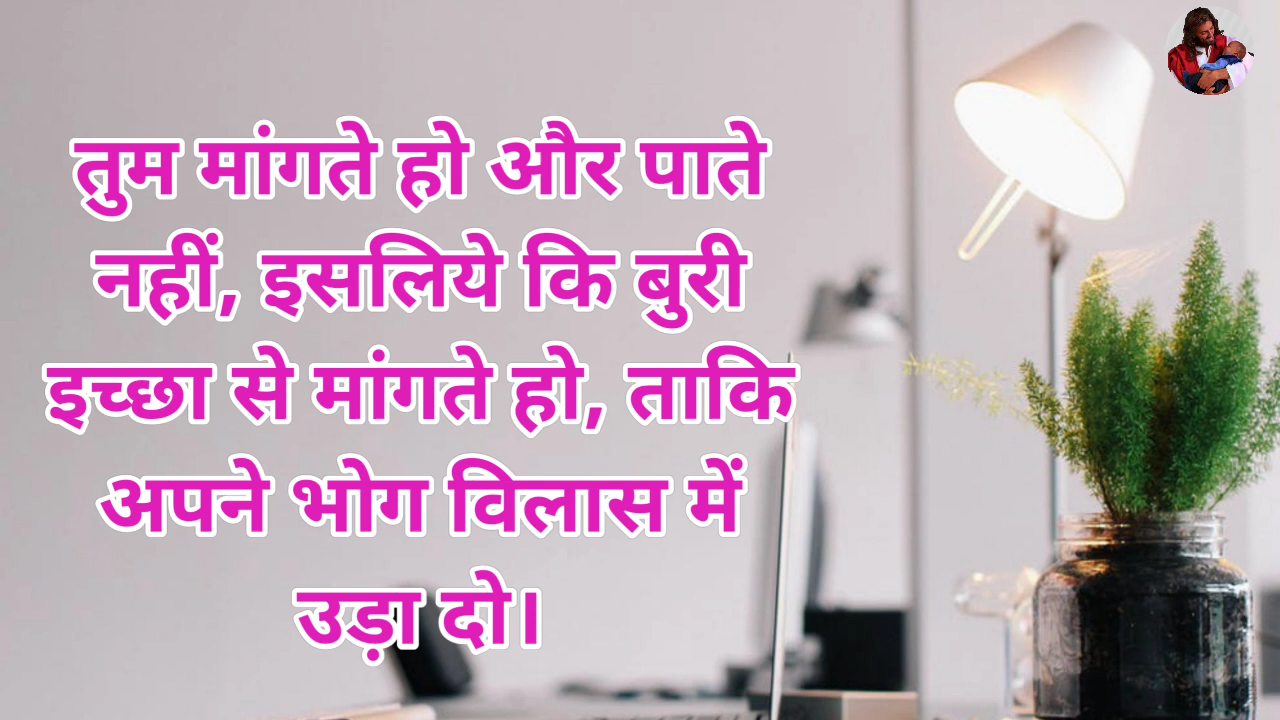 तुम मांगते हो और पाते
नहीं, इसलिये कि बुरी
इच्छा से मांगते हो, ताकि
अपने भोग विलास में
उड़ा दो।